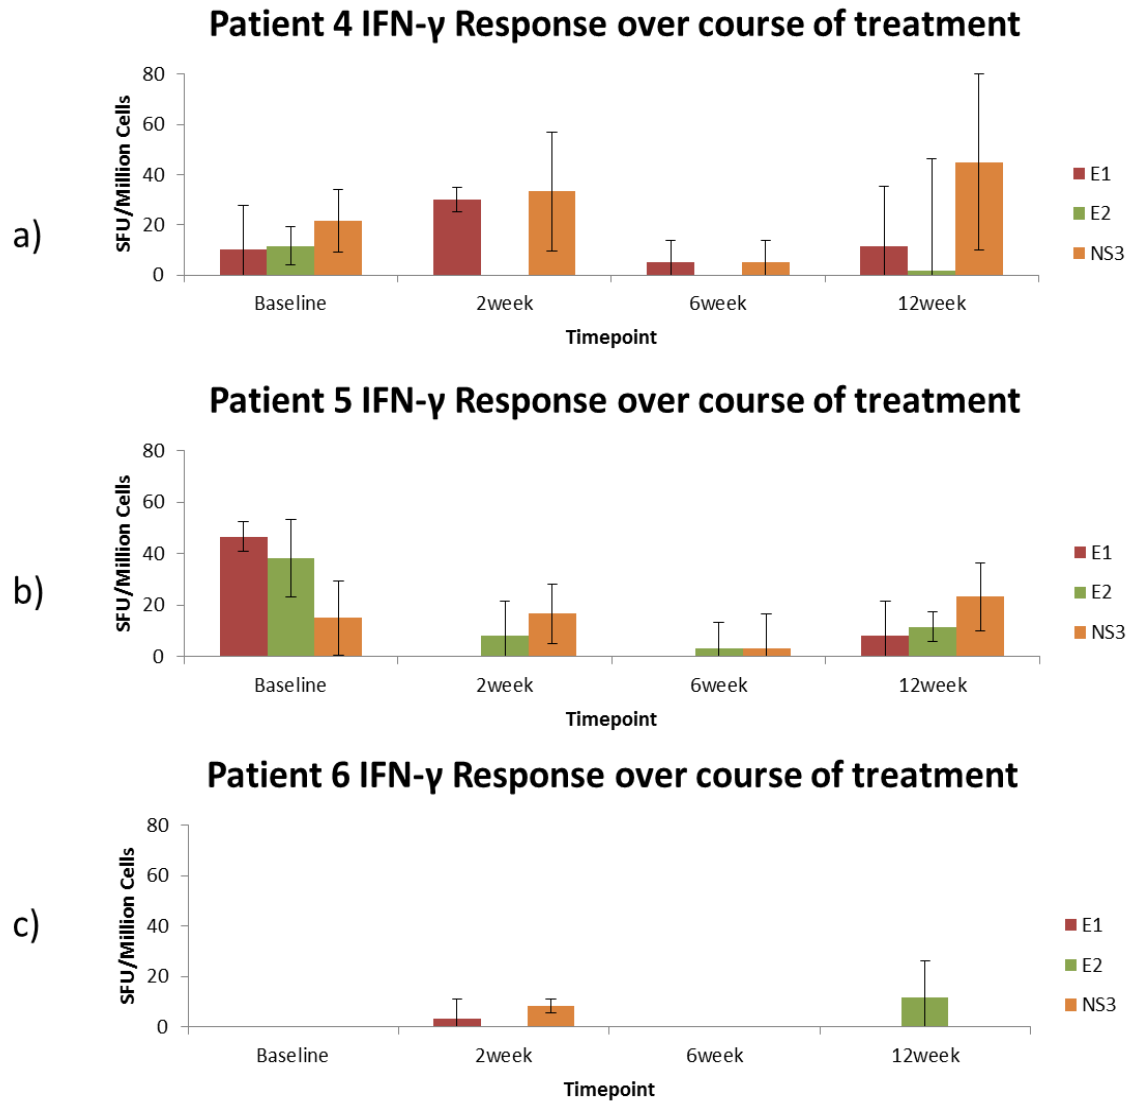 Patient 4 IFN-γ Response over course of treatment
a)
SFU/Million Cells
80
60
40
20
0
Baseline 2week 6week 12week
Timepoint
E1
E2
NS3
Patient 5 IFN-γ Response over course of treatment
b)
SFU/Million Cells
80
60
40
20
0
Baseline 2week 6week 12week
Timepoint
E1
E2
NS3
Patient 6 IFN-γ Response over course of treatment
c)
SFU/Million Cells
80
60
40
20
0
Baseline 2week 6week 12week
Timepoint
E1
E2
NS3